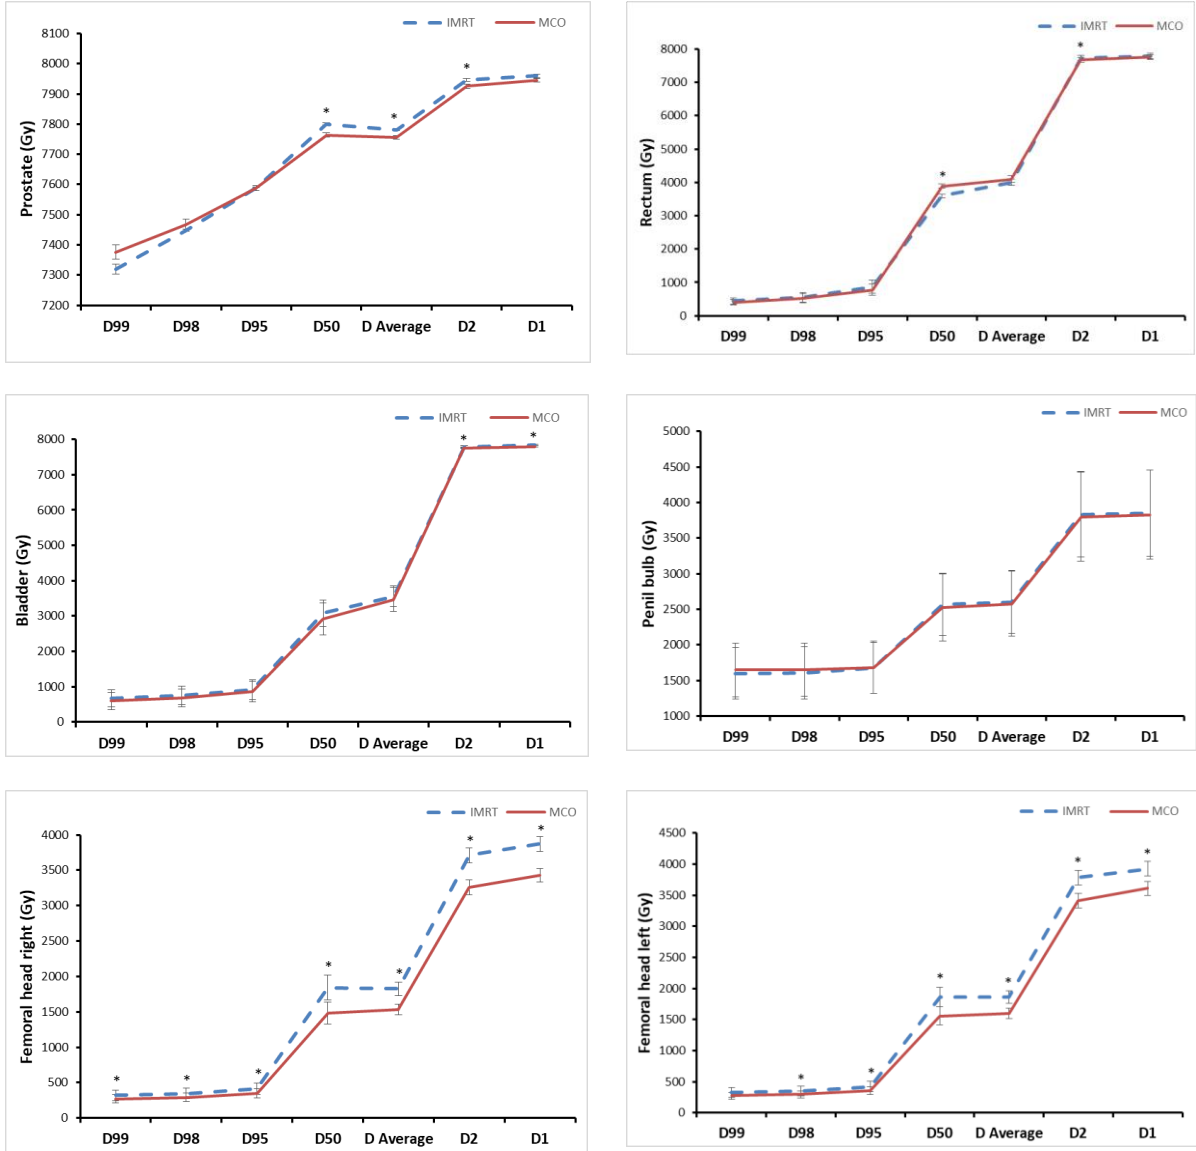 IMRT MCO
Prostate (Gy)
8100
8000
7900
7800
7700
7600
7500
7400
7300
7200
* * *
D99 D98 D95 D50 D Average D2 D1
IMRT MCO
Rectum (Gy)
8000
7000
6000
5000
4000
3000
2000
1000
0
* *
D99 D98 D95 D50 D Average D2 D1
IMRT MCO
Bladder (Gy)
8000
7000
6000
5000
4000
3000
2000
1000
0
* *
D99 D98 D95 D50 D Average D2 D1
IMRT MCO
Penil bulb (Gy)
5000
4500
4000
3500
3000
2500
2000
1500
1000
D99 D98 D95 D50 D Average D2 D1
IMRT MCO
Femoral head right (Gy)
4000
3500
3000
2500
2000
1500
1000
500
0
* * * * * * *
D99 D98 D95 D50 D Average D2 D1
IMRT MCO
Femoral head left (Gy)
4500
4000
3500
3000
2500
2000
1500
1000
500
0
* * * * * *
D99 D98 D95 D50 D Average D2 D1